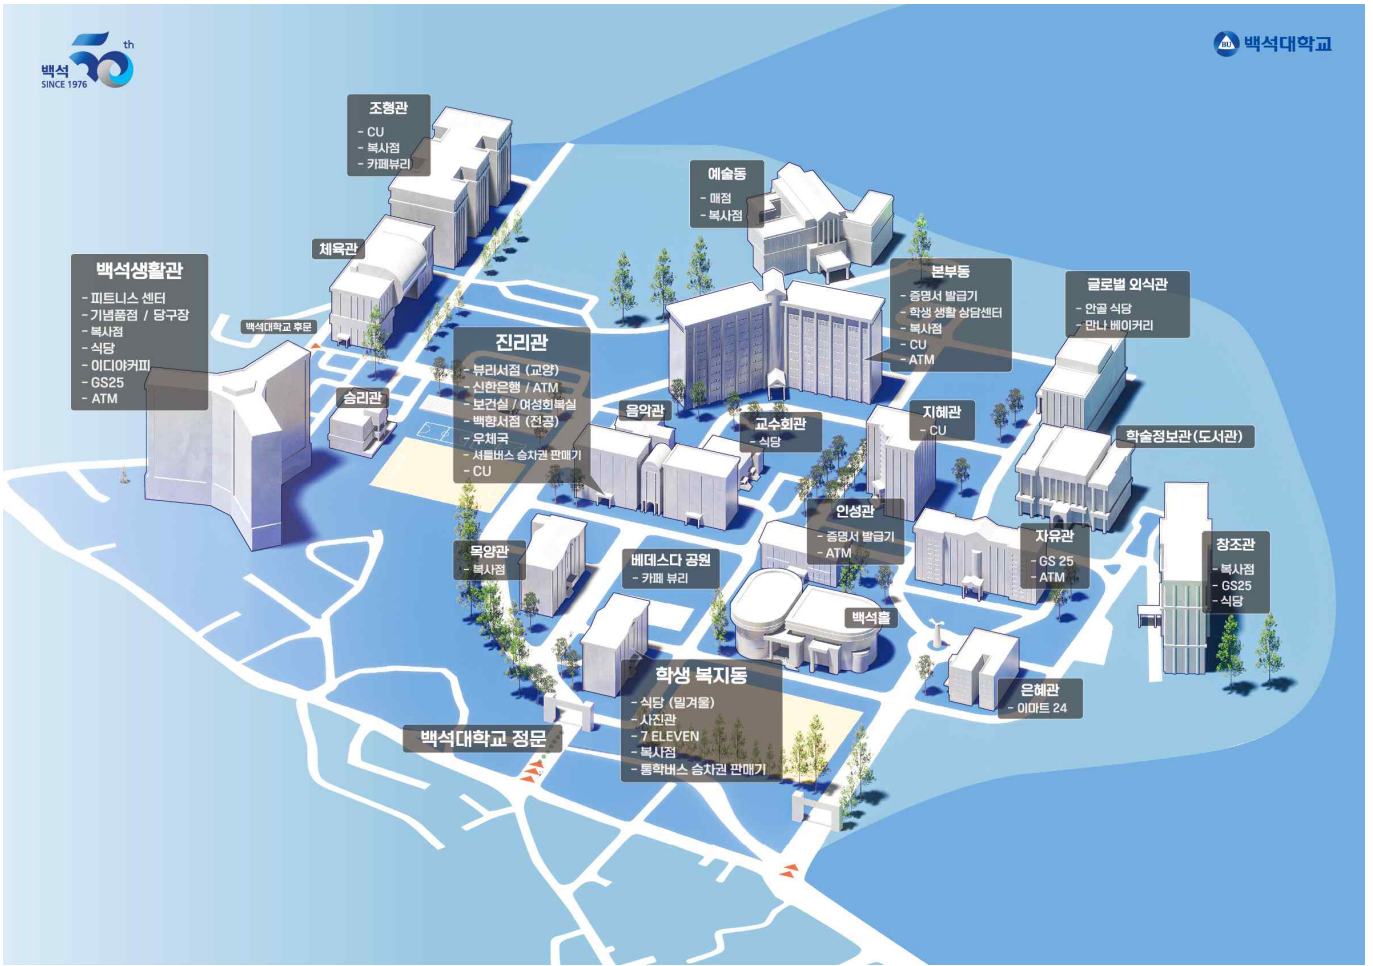 50th
백석
SINCE 1976
BU 백석대학교
조형관
- CU
- 복사점
- 카페뷰리
예술동
- 매점
- 복사점
체육관
백석생활관
- 피트니스 센터
- 기념품점 / 당구장
- 복사점
- 식당
- 이디야커피
- GS25
- ATM
백석대학교 후문
본부동
- 증명서 발급기
- 학생 생활 상담센터
- 복사점
- CU
- ATM
글로벌 외식관
- 안골 식당
- 만나 베이커리
진리관
- 뷰리서점 (교양)
- 신한은행 / ATM
- 보건실 / 여성회복실
- 백향서점 (전공)
- 우체국
- 셔틀버스 승차권 판매기
- CU
승리관
음악관
교수회관
- 식당
지혜관
- CU
학술정보관(도서관)
인성관
- 증명서 발급기
- ATM
목양관
- 복사점
베데스다 공원
- 카페 뷰리
자유관
- GS 25
- ATM
창조관
- 복사점
- GS25
- 식당
백석홀
학생 복지동
- 식당 (밀겨울)
- 사진관
- 7 ELEVEN
- 복사점
- 통학버스 승차권 판매기
은혜관
- 이마트 24
백석대학교 정문